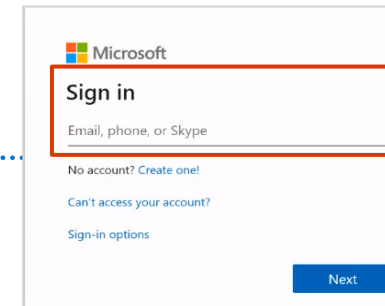 Microsoft
Sign in
Email, phone, or Skype
No account? Create one!
Can't access your account?
Sign-in options
Next